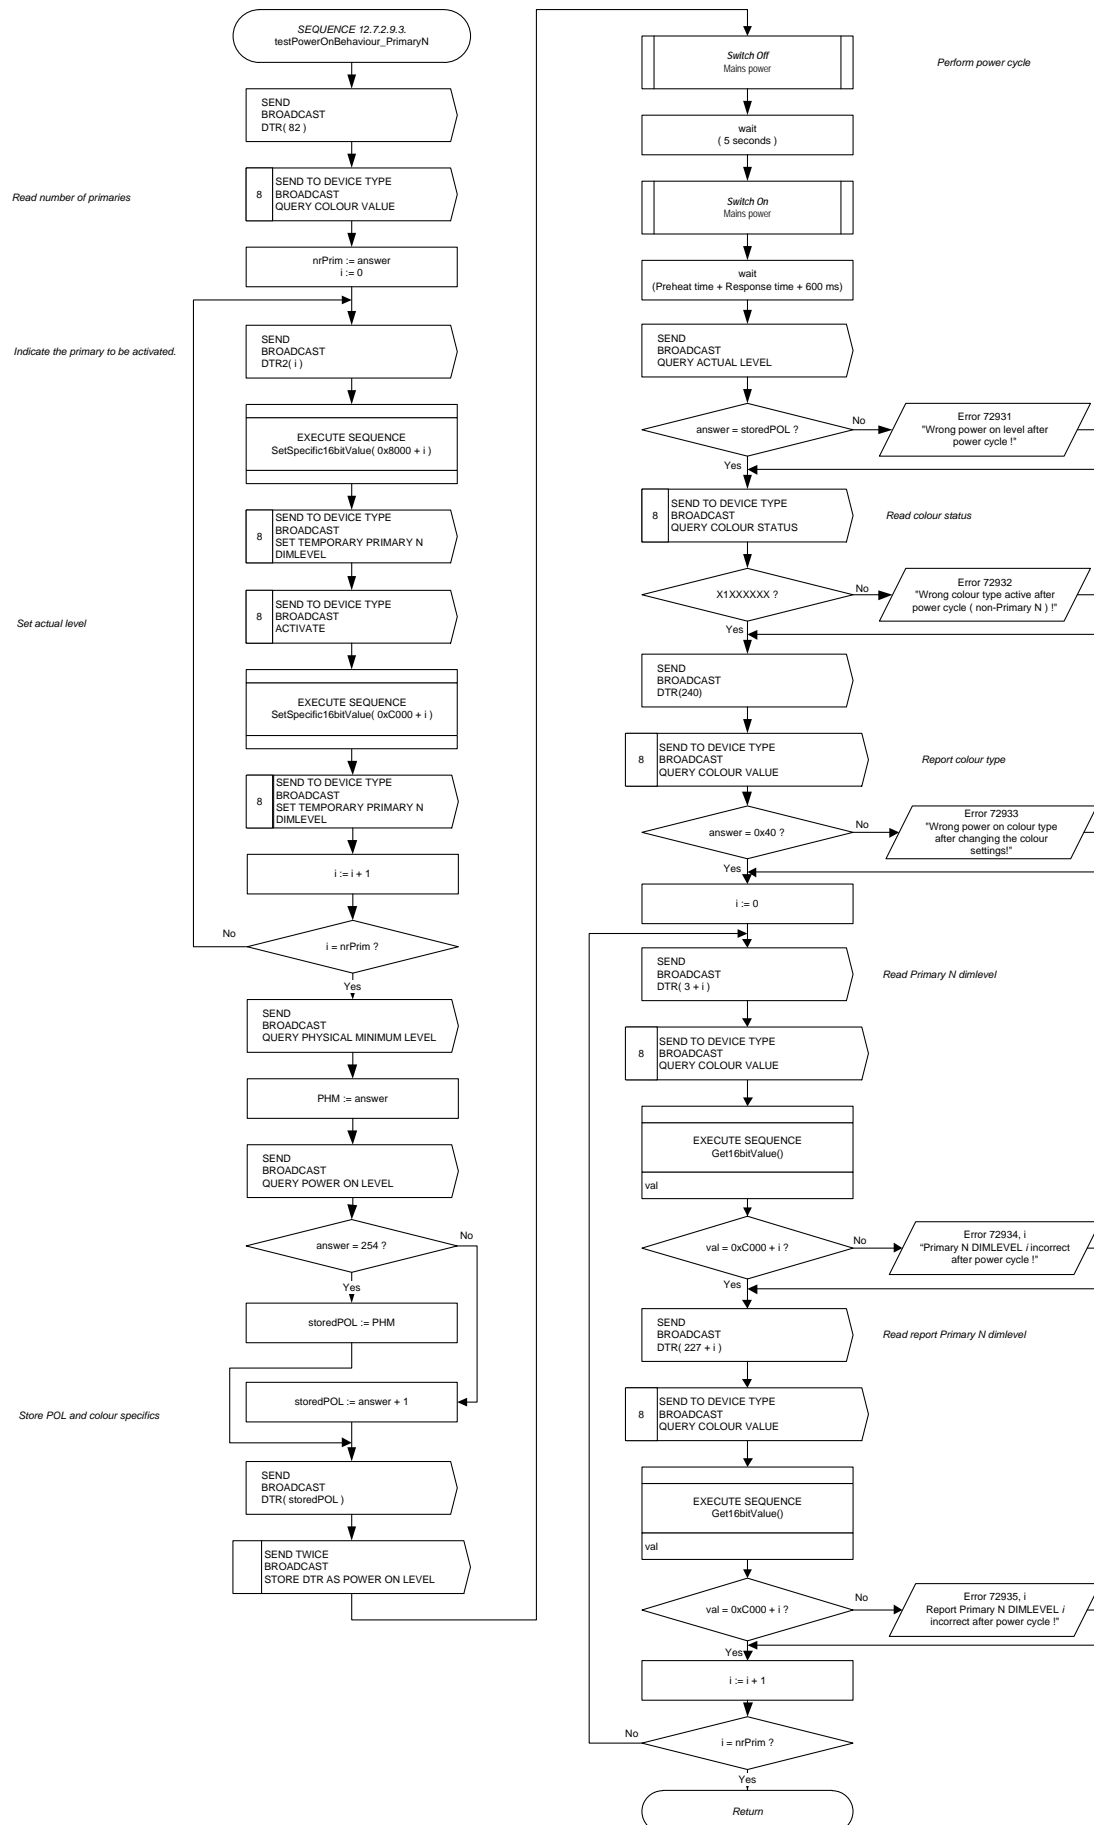 SEQUENCE 12.7.2.9.3.
testPowerOnBehaviour_PrimaryN
SEND
BROADCAST
DTR( 82 )
Read number of primaries
8
SEND TO DEVICE TYPE
BROADCAST
QUERY COLOUR VALUE
nrPrim := answer
i := 0
Indicate the primary to be activated.
SEND
BROADCAST
DTR2( i )
EXECUTE SEQUENCE
SetSpecific16bitValue( 0x8000 + i )
8
SEND TO DEVICE TYPE
BROADCAST
SET TEMPORARY PRIMARY N
DIMLEVEL
Set actual level
8
SEND TO DEVICE TYPE
BROADCAST
ACTIVATE
EXECUTE SEQUENCE
SetSpecific16bitValue( 0xC000 + i )
8
SEND TO DEVICE TYPE
BROADCAST
SET TEMPORARY PRIMARY N
DIMLEVEL
i := i + 1
No
i = nrPrim ?
Yes
SEND
BROADCAST
QUERY PHYSICAL MINIMUM LEVEL
PHM := answer
SEND
BROADCAST
QUERY POWER ON LEVEL
No
answer = 254 ?
Yes
storedPOL := PHM
storedPOL := answer + 1
Store POL and colour specifics
SEND
BROADCAST
DTR( storedPOL )
SEND TWICE
BROADCAST
STORE DTR AS POWER ON LEVEL
Switch Off
Mains power
Perform power cycle
wait
( 5 seconds )
Switch On
Mains power
wait
(Preheat time + Response time + 600 ms)
SEND
BROADCAST
QUERY ACTUAL LEVEL
answer = storedPOL ?
No
Error 72931
"Wrong power on level after
power cycle !"
Yes
8
SEND TO DEVICE TYPE
BROADCAST
QUERY COLOUR STATUS
Read colour status
X1XXXXXX ?
No
Error 72932
"Wrong colour type active after
power cycle ( non-Primary N ) !"
Yes
SEND
BROADCAST
DTR(240)
8
SEND TO DEVICE TYPE
BROADCAST
QUERY COLOUR VALUE
Report colour type
answer = 0x40 ?
No
Error 72933
"Wrong power on colour type
after changing the colour
settings!"
Yes
i := 0
SEND
BROADCAST
DTR( 3 + i )
Read Primary N dimlevel
8
SEND TO DEVICE TYPE
BROADCAST
QUERY COLOUR VALUE
EXECUTE SEQUENCE
Get16bitValue()
val
val = 0xC000 + i ?
No
Error 72934, i
“Primary N DIMLEVEL i incorrect
after power cycle !"
Yes
SEND
BROADCAST
DTR( 227 + i )
Read report Primary N dimlevel
8
SEND TO DEVICE TYPE
BROADCAST
QUERY COLOUR VALUE
EXECUTE SEQUENCE
Get16bitValue()
val
val = 0xC000 + i ?
No
Error 72935, i
Report Primary N DIMLEVEL i
incorrect after power cycle !"
Yes
i := i + 1
No
i = nrPrim ?
Yes
Return